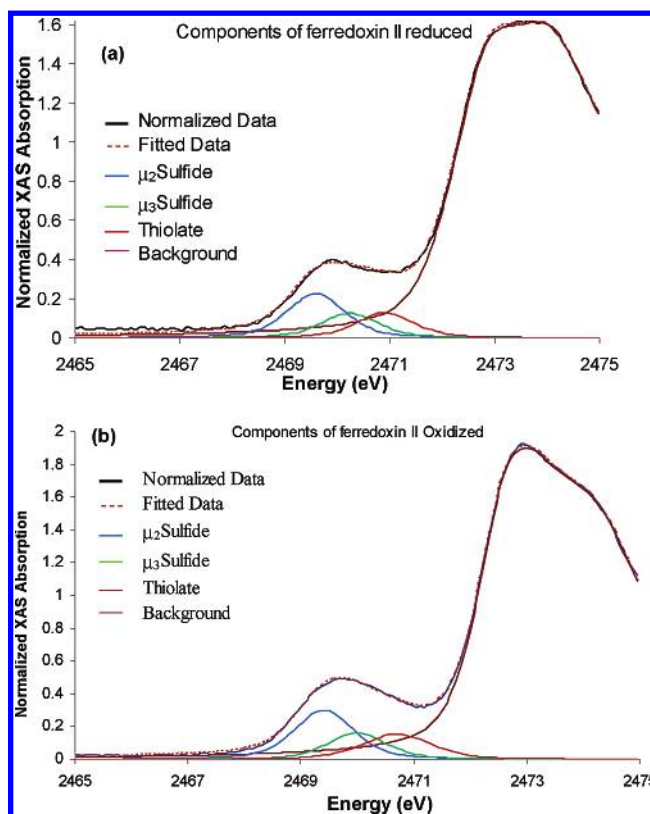 Components of ferredoxin II reduced
(a)
Normalized XAS Absorption
1.6
1.4
1.2
1
0.8
0.6
0.4
0.2
0
Normalized Data
Fitted Data
μ₂Sulfide
μ₃Sulfide
Thiolate
Background
2465 2467 2469 2471 2473 2475
Energy (eV)
(b)
Components of ferredoxin II Oxidized
Normalized XAS Absorption
2
1.8
1.6
1.4
1.2
1
0.8
0.6
0.4
0.2
0
Normalized Data
Fitted Data
μ₂Sulfide
μ₃Sulfide
Thiolate
Background
2465 2467 2469 2471 2473 2475
Energy (eV)